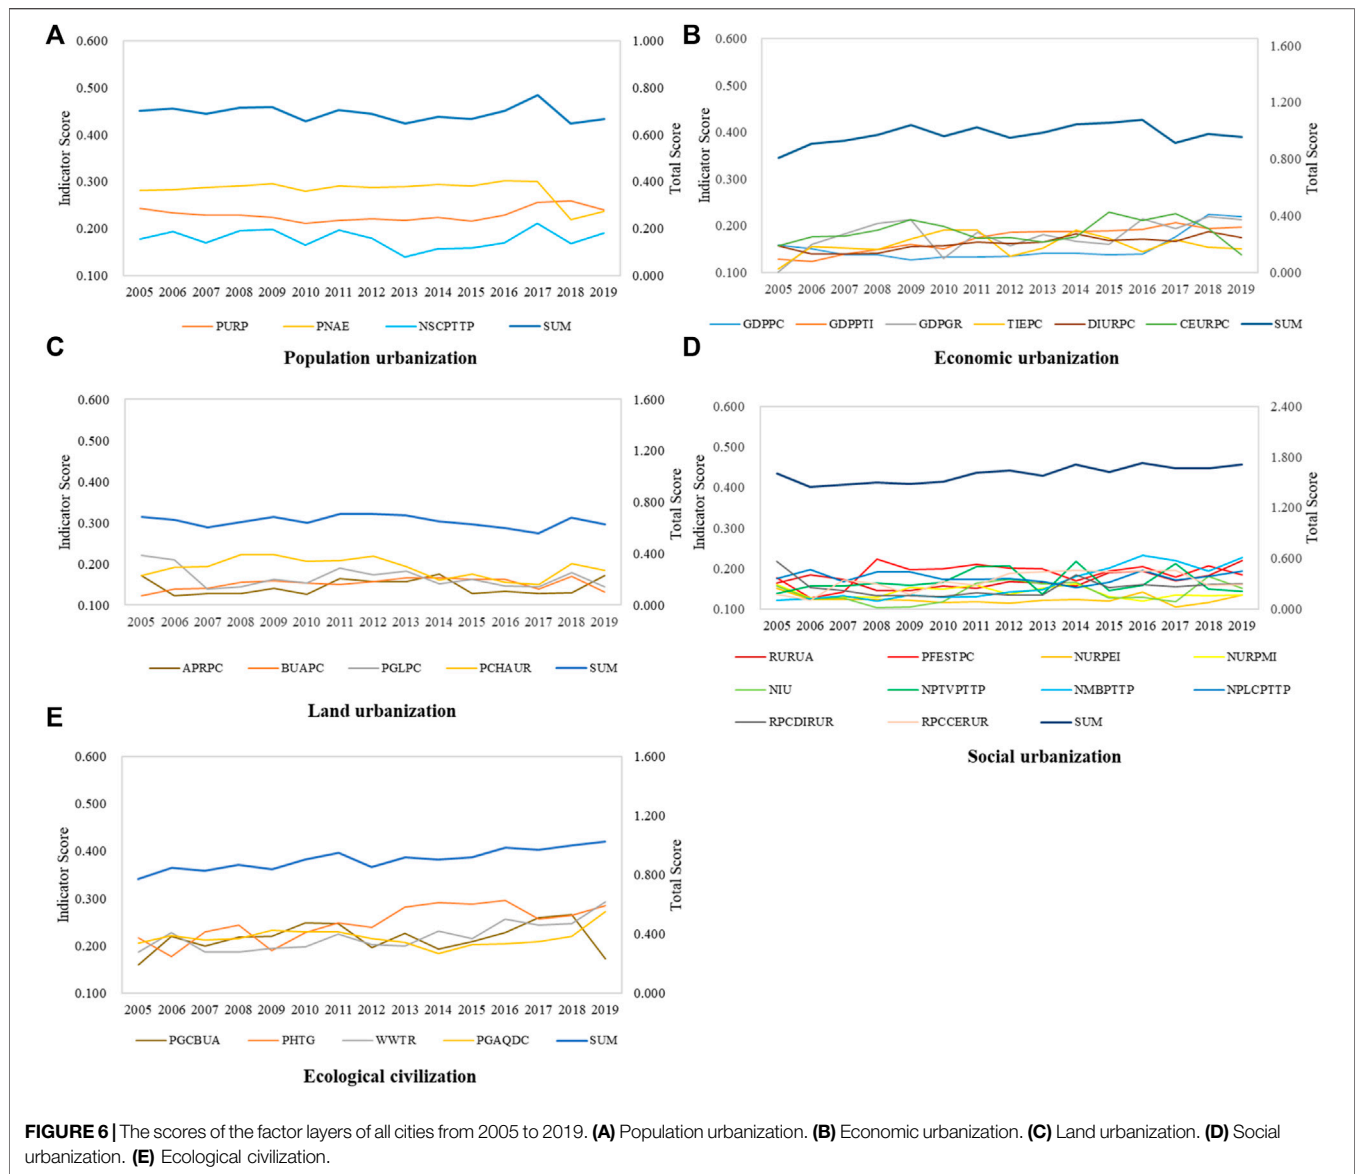 A
0.600
0.500
0.400
0.300
0.200
0.100
Indicator Score
1.000
0.800
0.600
0.400
0.200
0.000
Total Score
2005 2006 2007 2008 2009 2010 2011 2012 2013 2014 2015 2016 2017 2018 2019
PURP PNAE NSCPTTP SUM
Population urbanization
B
0.600
0.500
0.400
0.300
0.200
0.100
Indicator Score
1.600
1.200
0.800
0.400
0.000
Total Score
2005 2006 2007 2008 2009 2010 2011 2012 2013 2014 2015 2016 2017 2018 2019
GDPPC GDPPTI GDPGR TIEPC DIURPC CEURPC SUM
Economic urbanization
C
0.600
0.500
0.400
0.300
0.200
0.100
Indicator Score
1.600
1.200
0.800
0.400
0.000
Total Score
2005 2006 2007 2008 2009 2010 2011 2012 2013 2014 2015 2016 2017 2018 2019
APRPC BUAPC PGLPC PCHAUR SUM
Land urbanization
D
0.600
0.500
0.400
0.300
0.200
0.100
Indicator Score
2.400
1.800
1.200
0.600
0.000
Total Score
2005 2006 2007 2008 2009 2010 2011 2012 2013 2014 2015 2016 2017 2018 2019
RURUA PFESTPC NURPEI NURPMI
NIU NPTVPTTP NMBPTTP NPLCPTTP
RPCDIRUR RPCCERUR SUM
Social urbanization
E
0.600
0.500
0.400
0.300
0.200
0.100
Indicator Score
1.600
1.200
0.800
0.400
0.000
Total Score
2005 2006 2007 2008 2009 2010 2011 2012 2013 2014 2015 2016 2017 2018 2019
PGCBUA PHTG WWTR PGAQDC SUM
Ecological civilization
FIGURE 6 | The scores of the factor layers of all cities from 2005 to 2019. (A) Population urbanization. (B) Economic urbanization. (C) Land urbanization. (D) Social
urbanization. (E) Ecological civilization.